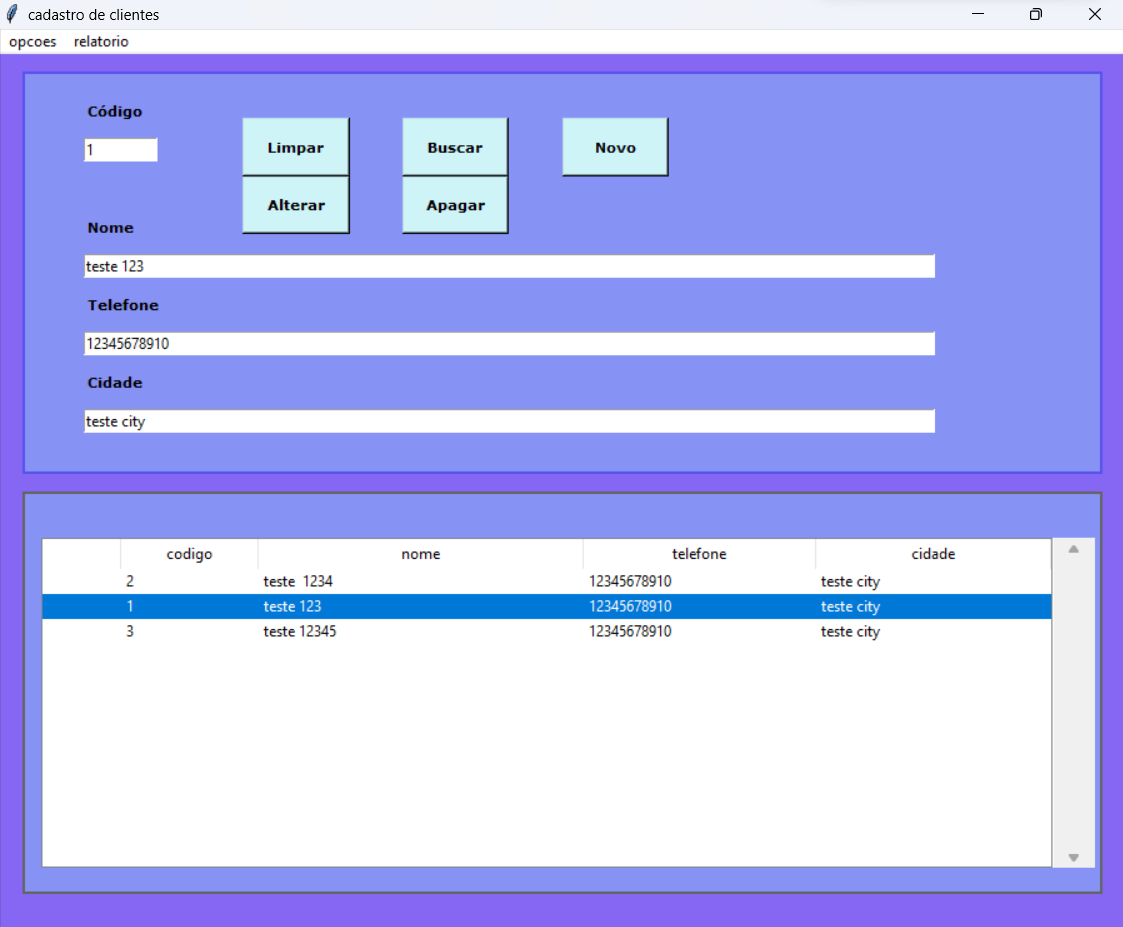 cadastro de clientes
opcoes relatorio
Código
1
Limpar Buscar Novo
Alterar Apagar
Nome
teste 123
Telefone
12345678910
Cidade
teste city
codigo nome telefone cidade
2 teste  1234 12345678910 teste city
1 teste 123 12345678910 teste city
3 teste 12345 12345678910 teste city